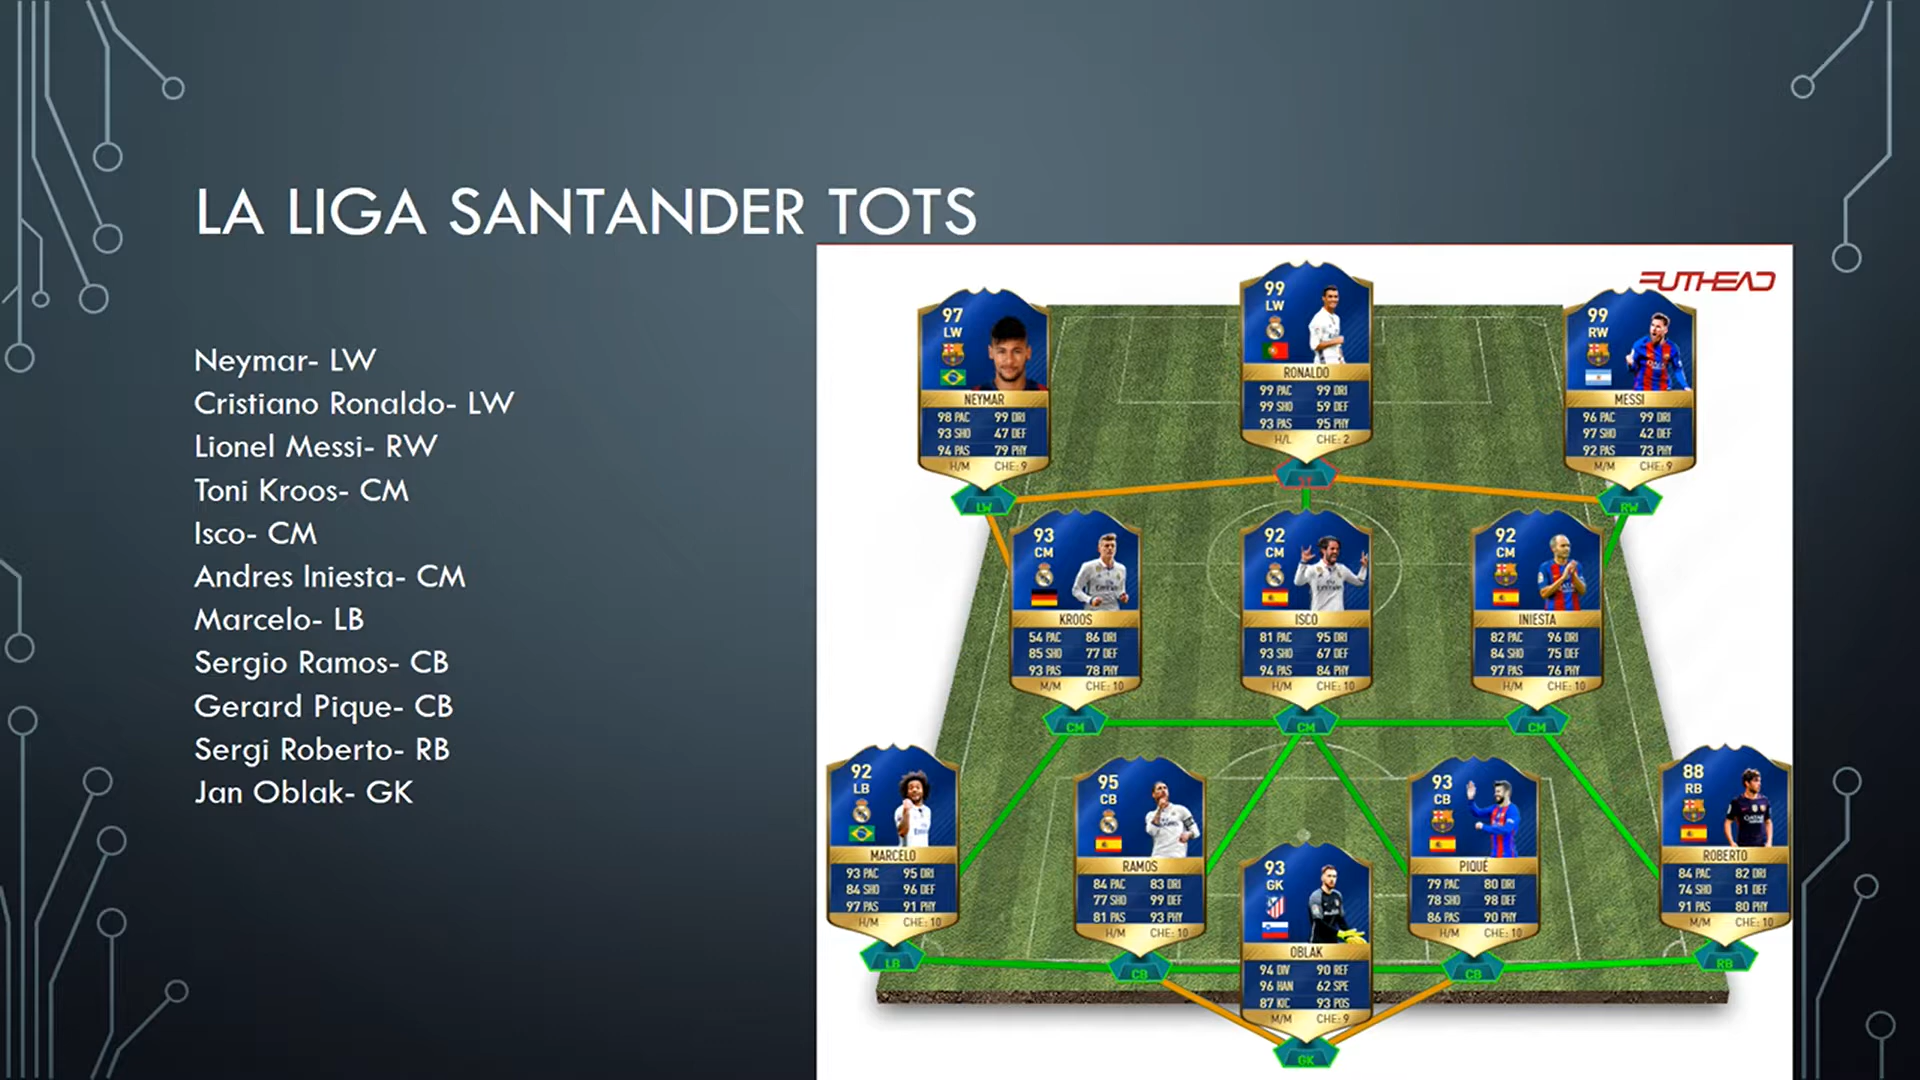 LA LIGA SANTANDER TOTS
Neymar- LW
Cristiano Ronaldo- LW
Lionel Messi- RW
Toni Kroos- CM
Isco- CM
Andres Iniesta- CM
Marcelo- LB
Sergio Ramos- CB
Gerard Pique- CB
Sergi Roberto- RB
Jan Oblak- GK
FUTHEAD
97
LW
NEYMAR
98 PAC 99 DRI
93 SHO 47 DEF
94 PAS 79 PHY
H/M CHE: 9
LW
99
LW
RONALDO
99 PAC 99 DRI
99 SHO 59 DEF
93 PAS 95 PHY
H/L CHE: 2
ST
99
RW
MESSI
96 PAC 99 DRI
97 SHO 42 DEF
92 PAS 73 PHY
M/M CHE: 9
RW
93
CM
KROOS
54 PAC 86 DRI
85 SHO 77 DEF
93 PAS 78 PHY
M/M CHE: 10
CM
92
CM
ISCO
81 PAC 95 DRI
93 SHO 67 DEF
94 PAS 84 PHY
H/M CHE: 10
CM
92
CM
INIESTA
82 PAC 96 DRI
84 SHO 75 DEF
97 PAS 76 PHY
H/M CHE: 10
CM
92
LB
MARCELO
93 PAC 95 DRI
84 SHO 96 DEF
97 PAS 91 PHY
H/M CHE: 10
LB
95
CB
RAMOS
84 PAC 83 DRI
77 SHO 99 DEF
81 PAS 93 PHY
H/M CHE: 10
CB
93
GK
OBLAK
94 DIV 90 REF
96 HAN 62 SPE
87 KIC 93 POS
M/M CHE: 9
GK
93
CB
PIQUÉ
79 PAC 80 DRI
78 SHO 98 DEF
86 PAS 90 PHY
H/M CHE: 10
CB
88
RB
ROBERTO
84 PAC 82 DRI
74 SHO 81 DEF
91 PAS 80 PHY
M/M CHE: 10
RB